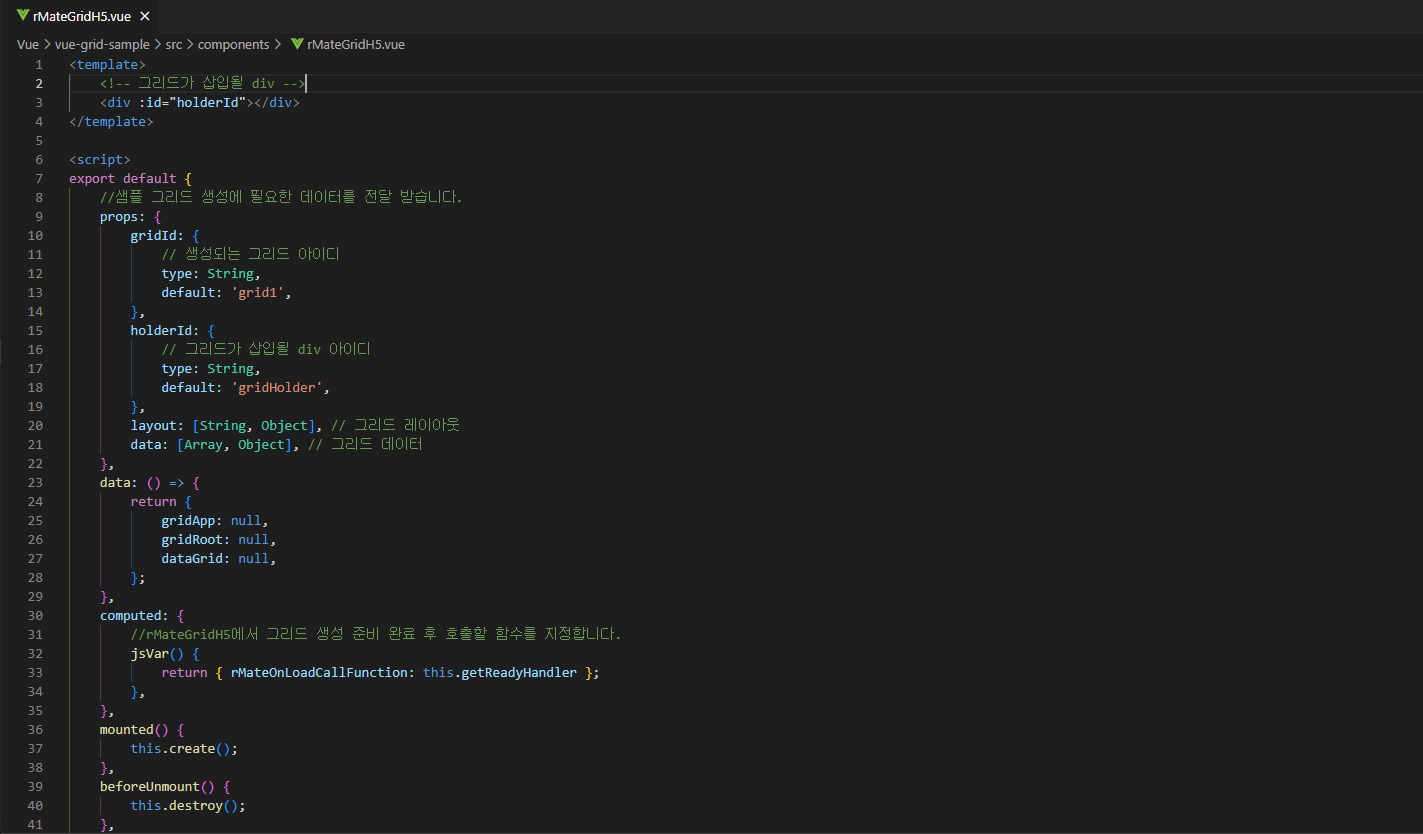 rMateGridH5.vue ×
Vue > vue-grid-sample > src > components > rMateGridH5.vue
1 <template>
2 <!-- 그리드가 삽입될 div -->
3 <div :id="holderId"></div>
4 </template>
5
6 <script>
7 export default {
8 //샘플 그리드 생성에 필요한 데이터를 전달 받습니다.
9 props: {
10 gridId: {
11 // 생성되는 그리드 아이디
12 type: String,
13 default: 'grid1',
14 },
15 holderId: {
16 // 그리드가 삽입될 div 아이디
17 type: String,
18 default: 'gridHolder',
19 },
20 layout: [String, Object], // 그리드 레이아웃
21 data: [Array, Object], // 그리드 데이터
22 },
23 data: () => {
24 return {
25 gridApp: null,
26 gridRoot: null,
27 dataGrid: null,
28 };
29 },
30 computed: {
31 //rMateGridH5에서 그리드 생성 준비 완료 후 호출할 함수를 지정합니다.
32 jsVar() {
33 return { rMateOnLoadCallFunction: this.getReadyHandler };
34 },
35 },
36 mounted() {
37 this.create();
38 },
39 beforeUnmount() {
40 this.destroy();
41 },